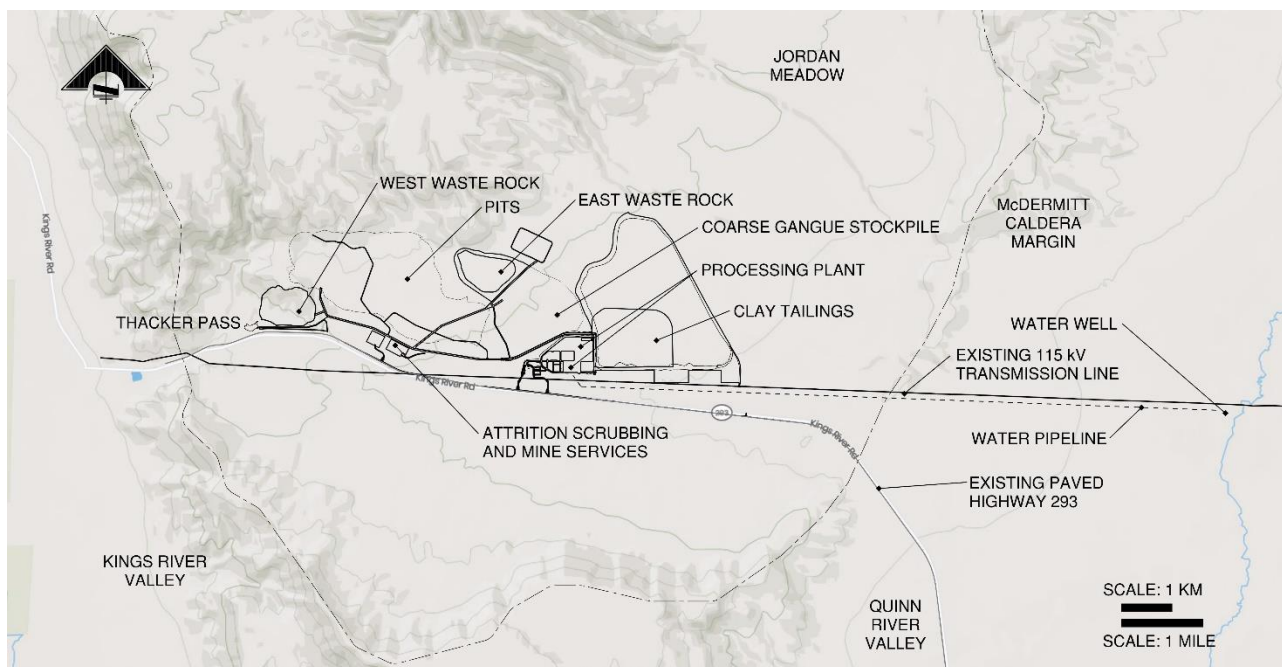 JORDAN
MEADOW
WEST WASTE ROCK
PITS
EAST WASTE ROCK
COARSE GANGUE STOCKPILE
McDERMITT
CALDERA
MARGIN
Kings River Rd
PROCESSING PLANT
THACKER PASS
CLAY TAILINGS
WATER WELL
EXISTING 115 kV
TRANSMISSION LINE
Kings River Rd
293
Kings River Rd
ATTRITION SCRUBBING
AND MINE SERVICES
WATER PIPELINE
EXISTING PAVED
HIGHWAY 293
KINGS RIVER
VALLEY
QUINN
RIVER
VALLEY
SCALE: 1 KM
SCALE: 1 MILE